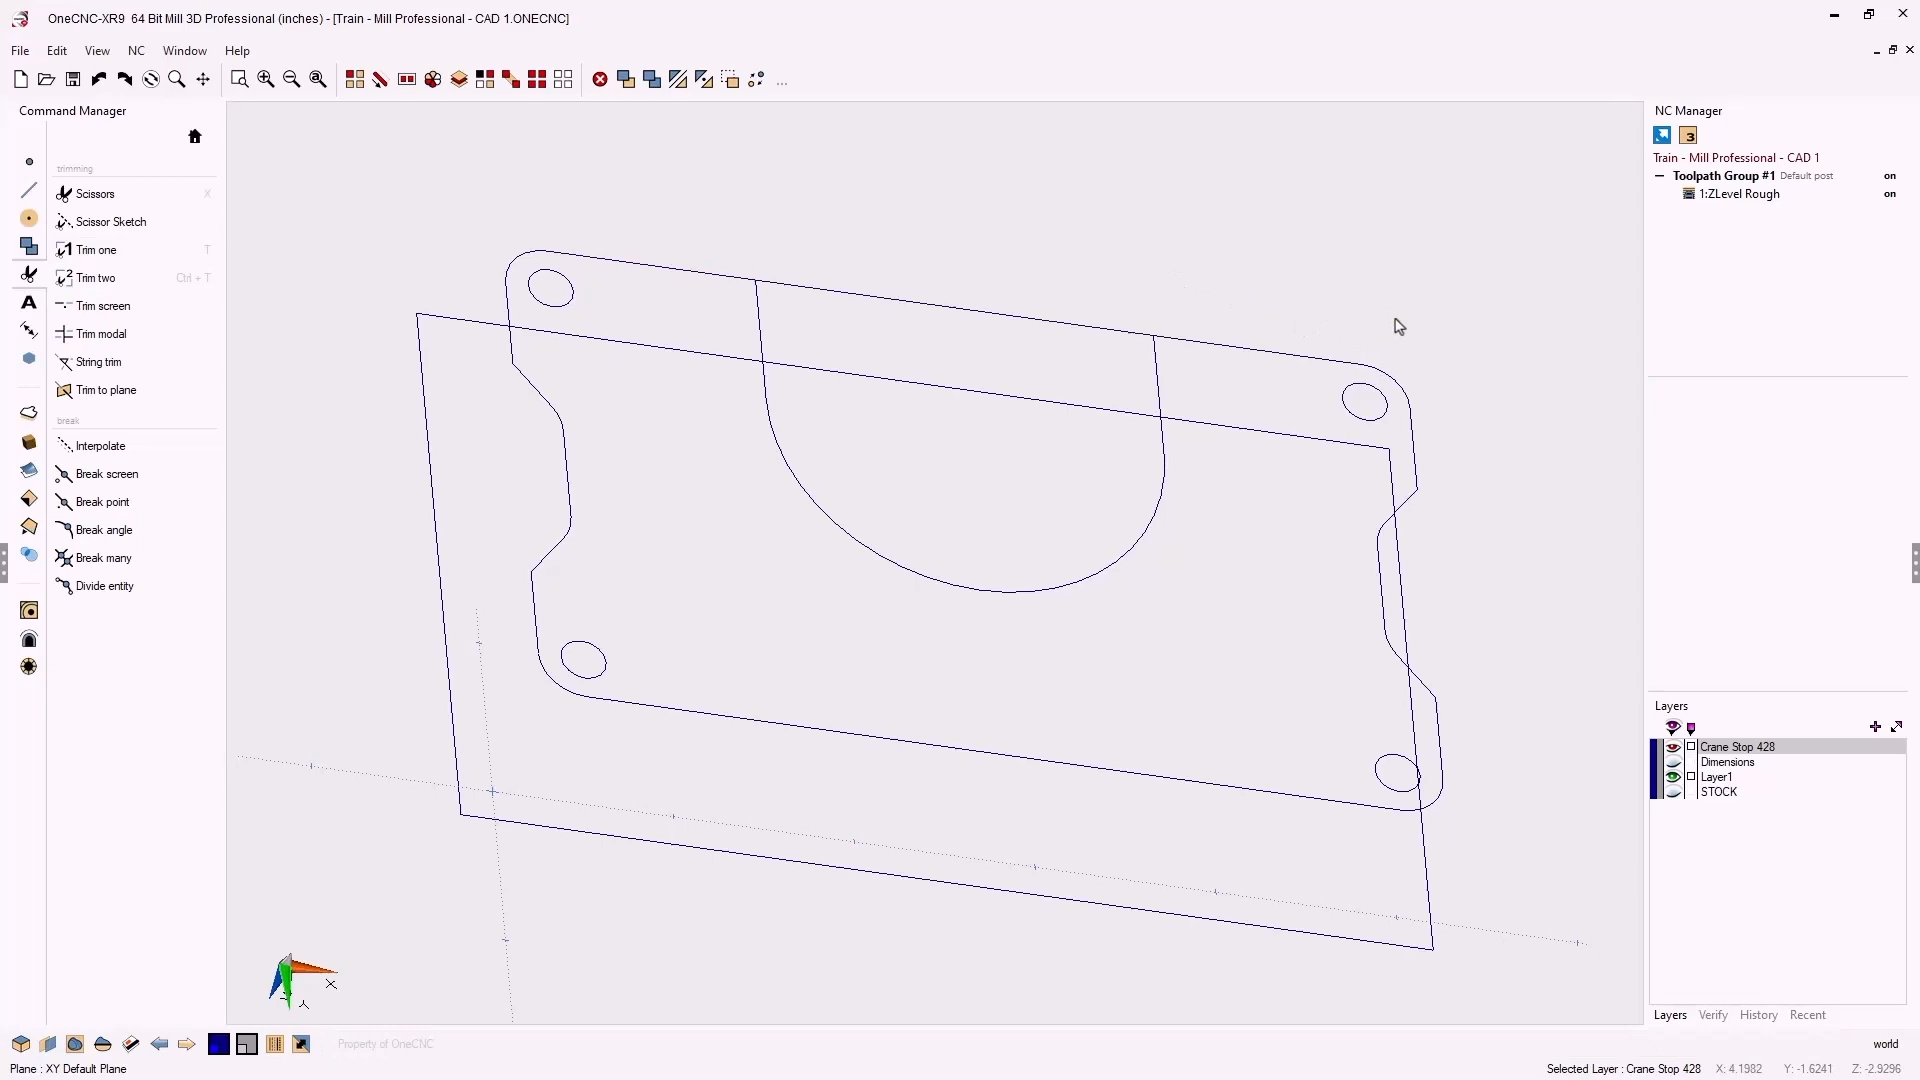 OneCNC-XR9  64 Bit Mill 3D Professional (inches) - [Train - Mill Professional - CAD 1.ONECNC]
File Edit View NC Window Help
Command Manager
trimming
Scissors X
Scissor Sketch
Trim one T
Trim two Ctrl + T
Trim screen
Trim modal
String trim
Trim to plane
break
Interpolate
Break screen
Break point
Break angle
Break many
Divide entity
NC Manager
Train - Mill Professional - CAD 1
Toolpath Group #1 Default post on
1:ZLevel Rough on
Layers
Crane Stop 428
Dimensions
Layer1
STOCK
Layers Verify History Recent
Property of OneCNC
world
Plane : XY Default Plane
Selected Layer : Crane Stop 428 X: 4.1982 Y: -1.6241 Z: -2.9296